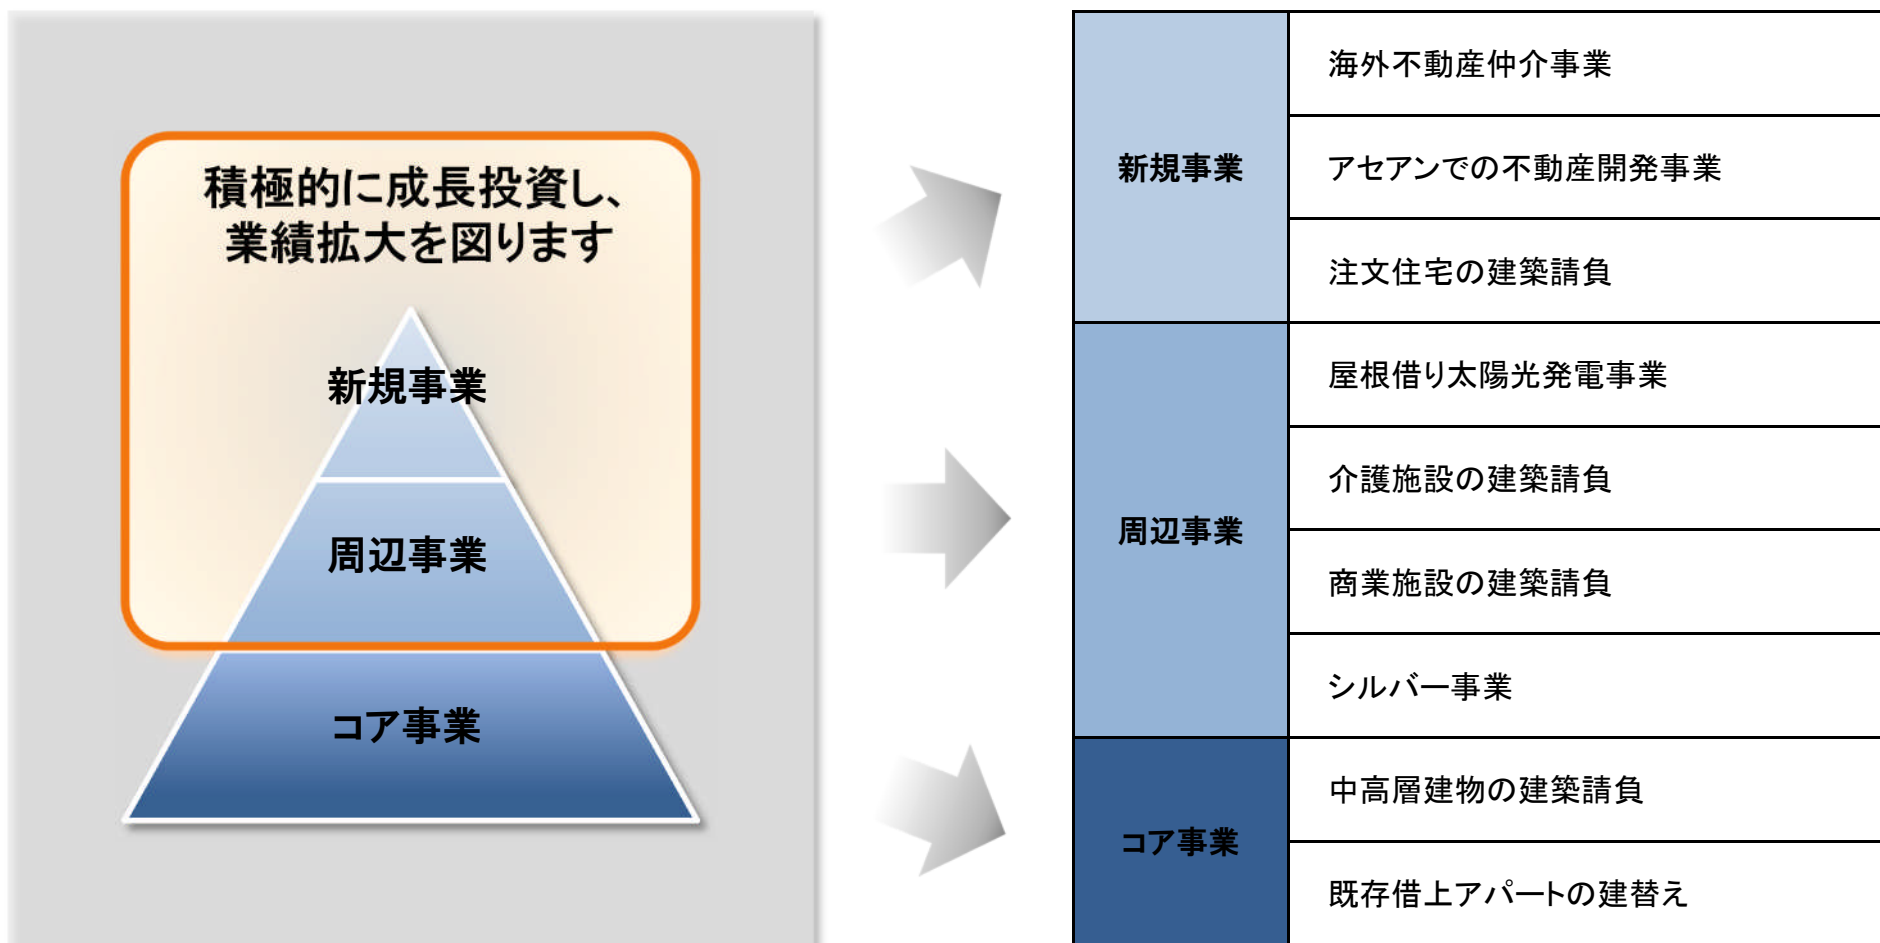 積極的に成長投資し、
業績拡大を図ります
新規事業
周辺事業
コア事業
新規事業
海外不動産仲介事業
アセアンでの不動産開発事業
注文住宅の建築請負
周辺事業
屋根借り太陽光発電事業
介護施設の建築請負
商業施設の建築請負
シルバー事業
コア事業
中高層建物の建築請負
既存借上アパートの建替え